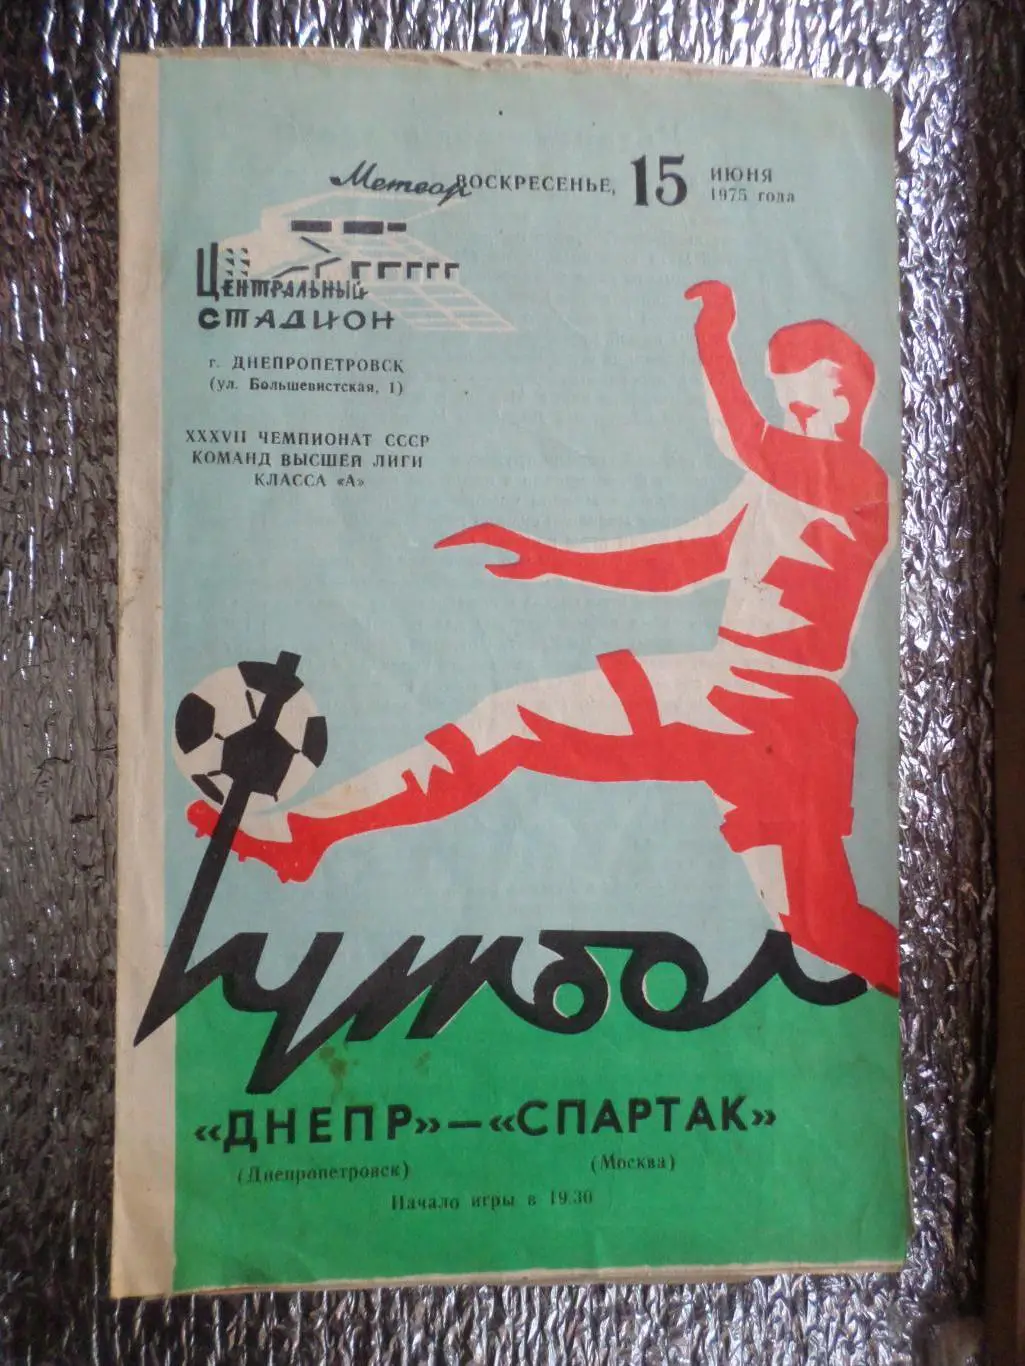 Метеор
ВОСКРЕСЕНЬЕ, 15 ИЮНЯ
1975 года
ЦЕНТРАЛЬНЫЙ
СТАДИОН
г. ДНЕПРОПЕТРОВСК
(ул. Большевистская, 1)
XXXVII ЧЕМПИОНАТ СССР
КОМАНД ВЫСШЕЙ ЛИГИ
КЛАССА «А»
Футбол
«ДНЕПР»—«СПАРТАК»
(Днепропетровск) (Москва)
Начало игры в 19.30